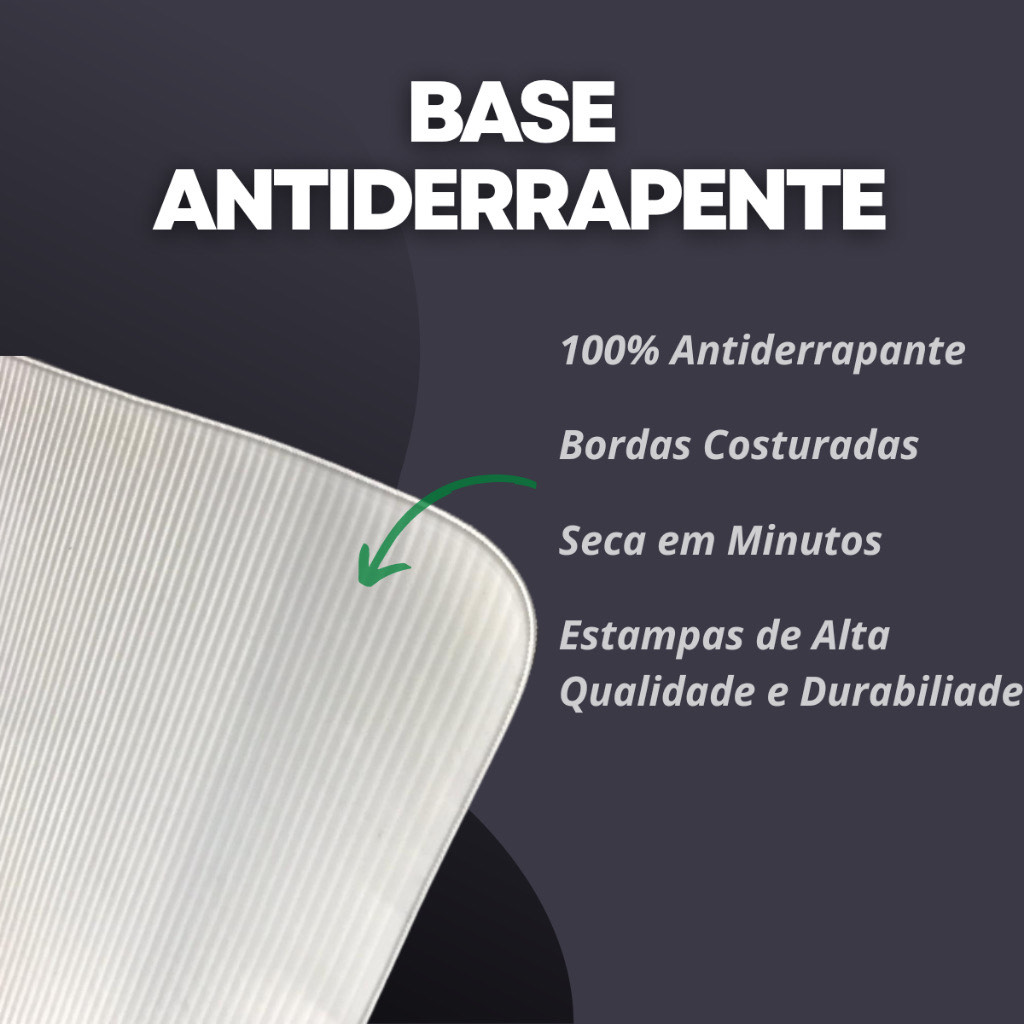 BASE
ANTIDERRAPENTE
100% Antiderrapante
Bordas Costuradas
Seca em Minutos
Estampas de Alta
Qualidade e Durabiliade